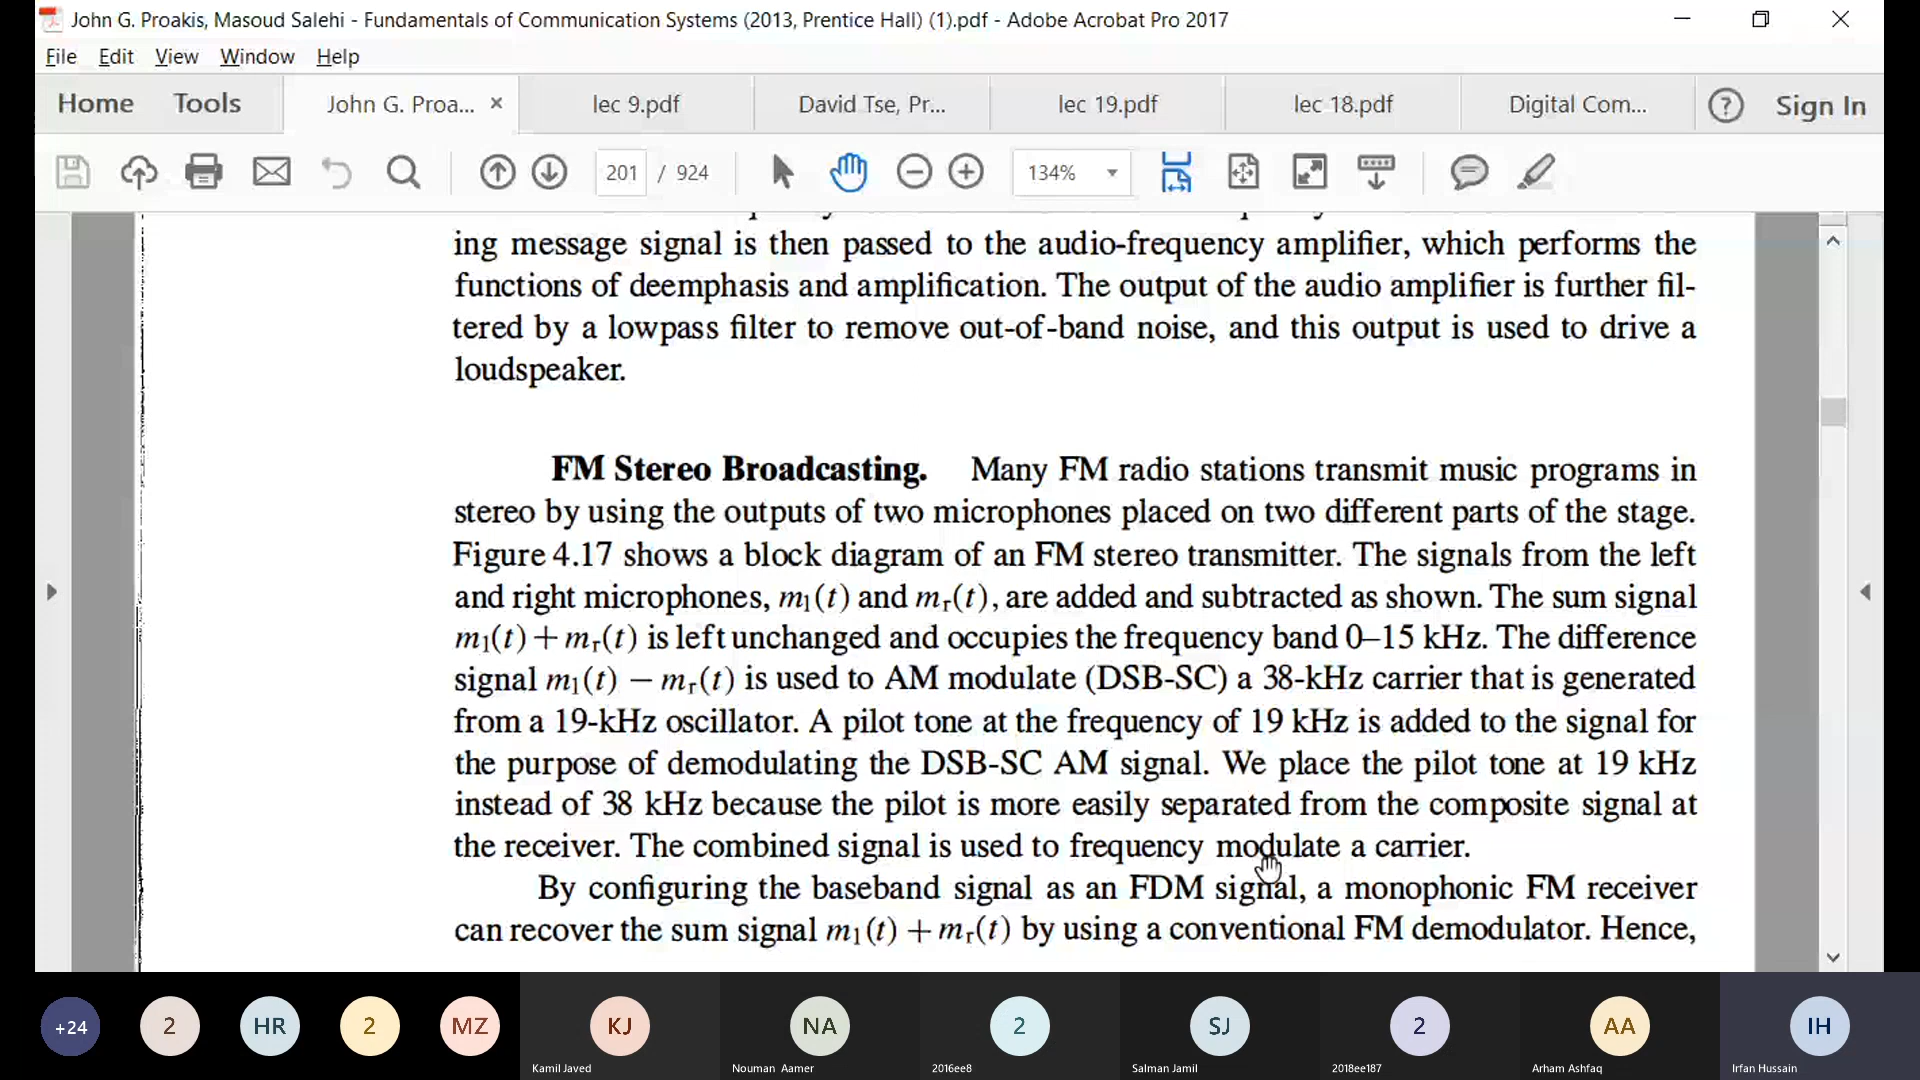 John G. Proakis, Masoud Salehi - Fundamentals of Communication Systems (2013, Prentice Hall) (1).pdf - Adobe Acrobat Pro 2017
File Edit View Window Help
Home Tools John G. Proa... × lec 9.pdf David Tse, Pr... lec 19.pdf lec 18.pdf Digital Com... ? Sign In
201 / 924 134%
ing message signal is then passed to the audio-frequency amplifier, which performs the
functions of deemphasis and amplification. The output of the audio amplifier is further fil-
tered by a lowpass filter to remove out-of-band noise, and this output is used to drive a
loudspeaker.
FM Stereo Broadcasting. Many FM radio stations transmit music programs in
stereo by using the outputs of two microphones placed on two different parts of the stage.
Figure 4.17 shows a block diagram of an FM stereo transmitter. The signals from the left
and right microphones, m₁(t) and mᵣ(t), are added and subtracted as shown. The sum signal
m₁(t) + mᵣ(t) is left unchanged and occupies the frequency band 0–15 kHz. The difference
signal m₁(t) − mᵣ(t) is used to AM modulate (DSB-SC) a 38-kHz carrier that is generated
from a 19-kHz oscillator. A pilot tone at the frequency of 19 kHz is added to the signal for
the purpose of demodulating the DSB-SC AM signal. We place the pilot tone at 19 kHz
instead of 38 kHz because the pilot is more easily separated from the composite signal at
the receiver. The combined signal is used to frequency modulate a carrier.
By configuring the baseband signal as an FDM signal, a monophonic FM receiver
can recover the sum signal m₁(t) + mᵣ(t) by using a conventional FM demodulator. Hence,
+24 2 HR 2 MZ KJ NA 2 SJ 2 AA IH
Kamil Javed Nouman Aamer 2016ee8 Salman Jamil 2018ee187 Arham Ashfaq Irfan Hussain